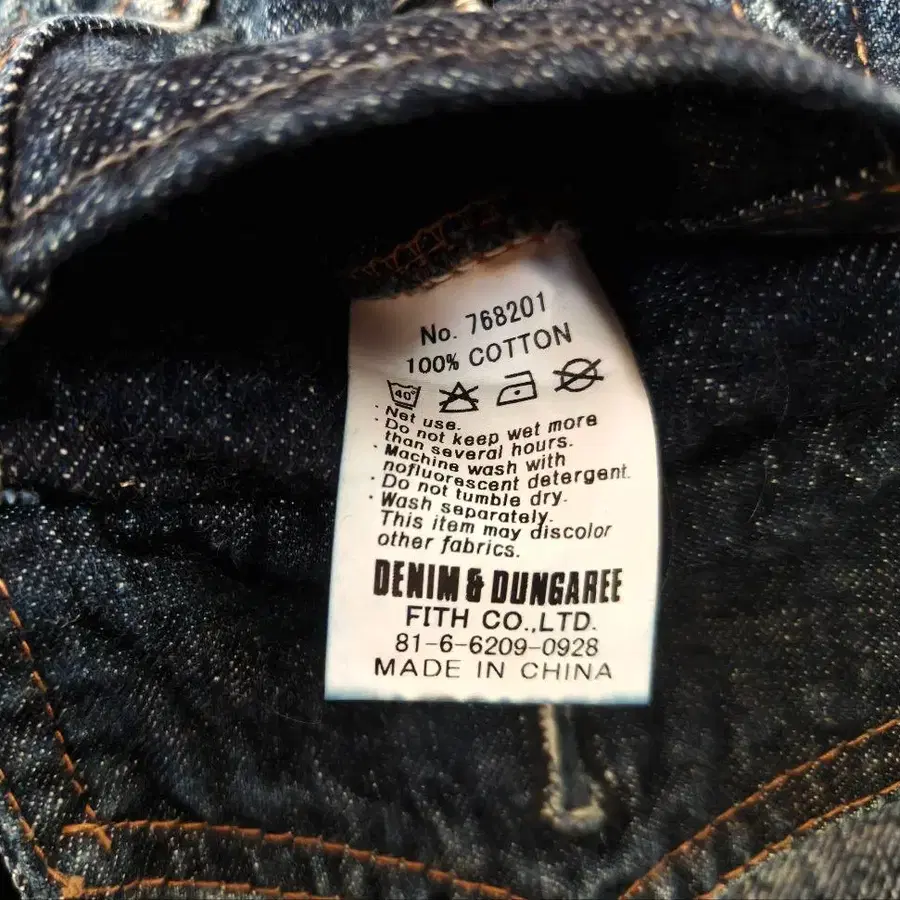 No. 768201
100% COTTON
40°
· Net use.
· Do not keep wet more
than several hours.
· Machine wash with
nofluorescent detergent.
· Do not tumble dry.
· Wash separately.
This item may discolor
other fabrics.
DENIM & DUNGAREE
FITH CO.,LTD.
81-6-6209-0928
MADE IN CHINA